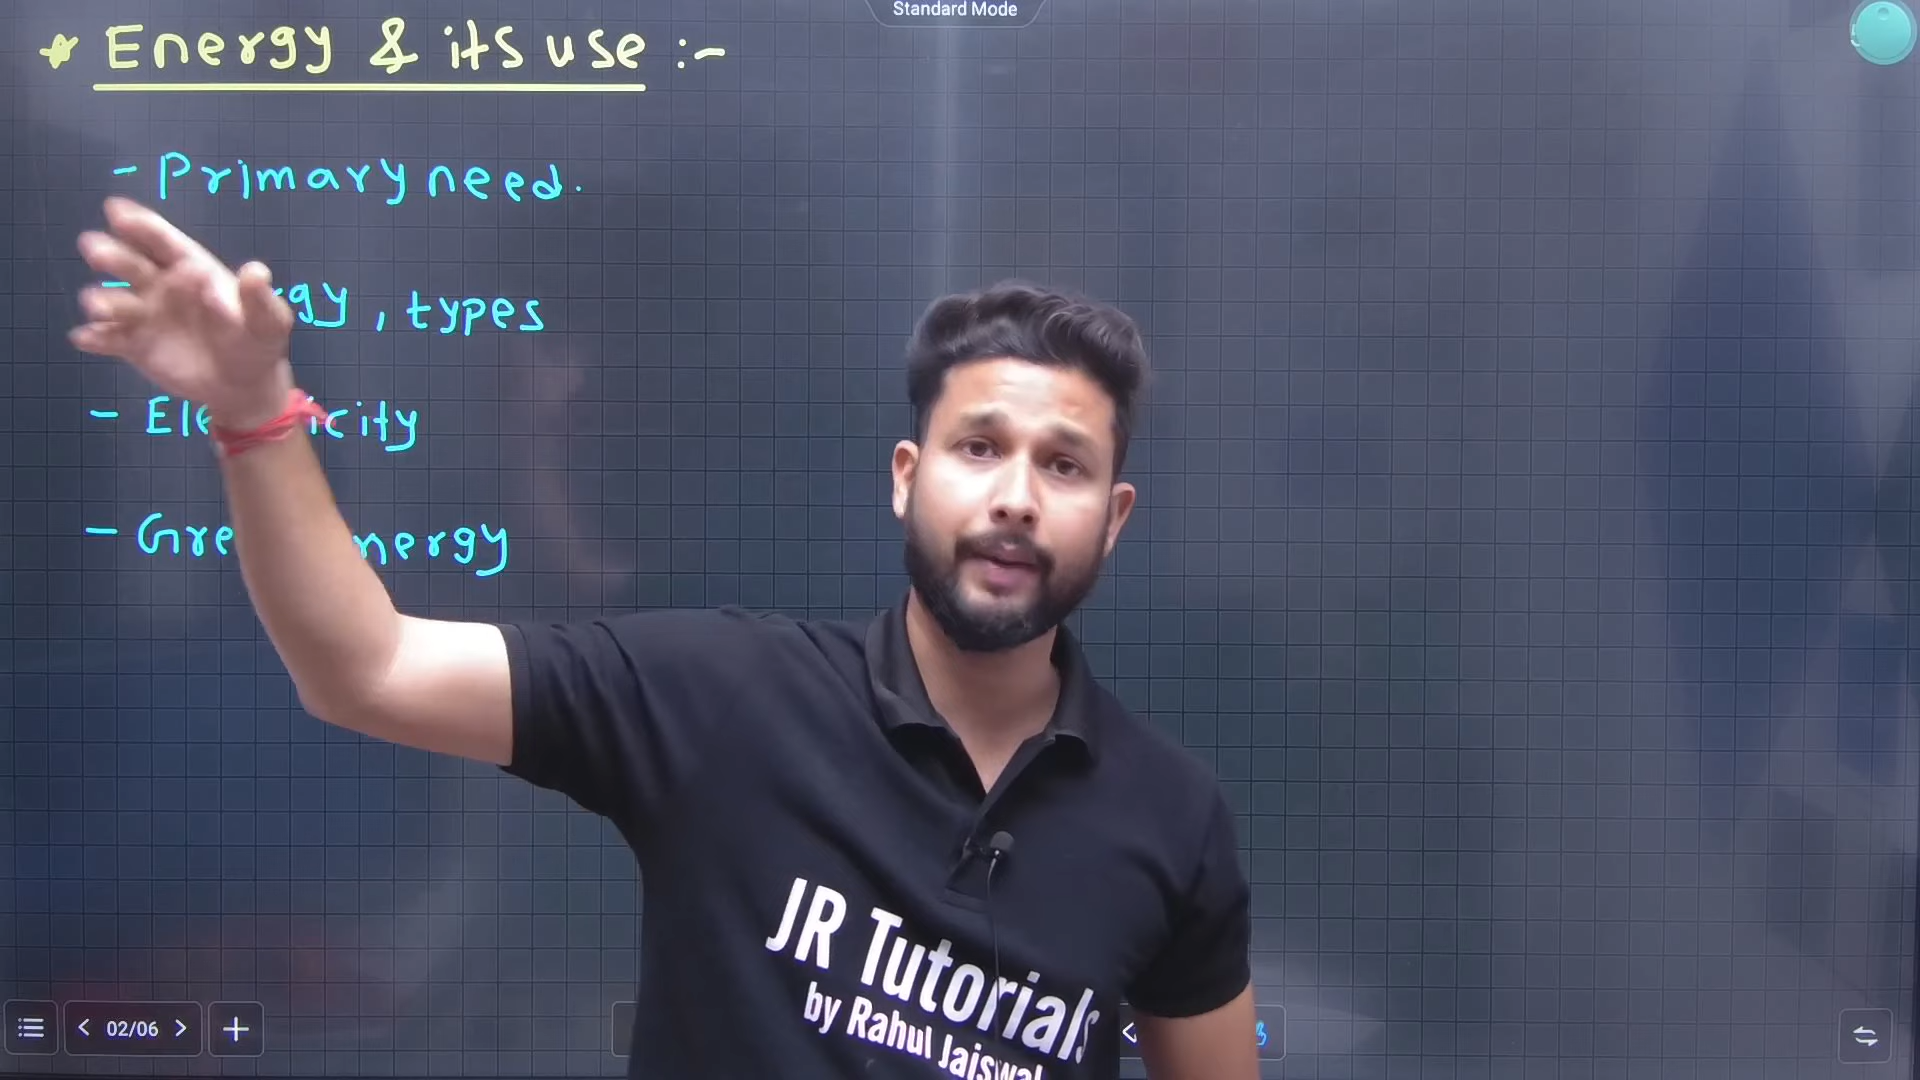 Standard Mode
Energy & its use :-
- Primary need.
- gy, types
- Ele icity
- Gre nergy
JR Tutorials
by Rahul Jaiswal
02/06